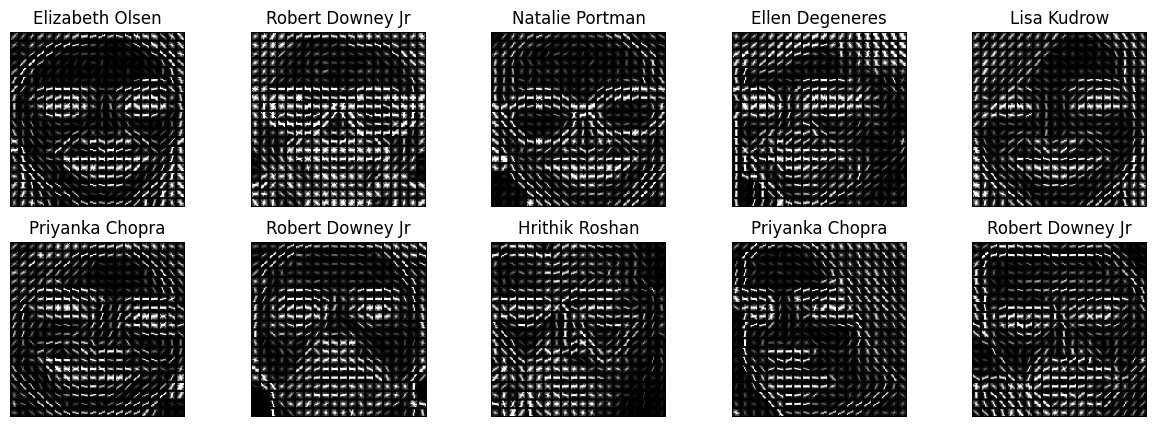 Elizabeth Olsen
Robert Downey Jr
Natalie Portman
Ellen Degeneres
Lisa Kudrow
Priyanka Chopra
Robert Downey Jr
Hrithik Roshan
Priyanka Chopra
Robert Downey Jr